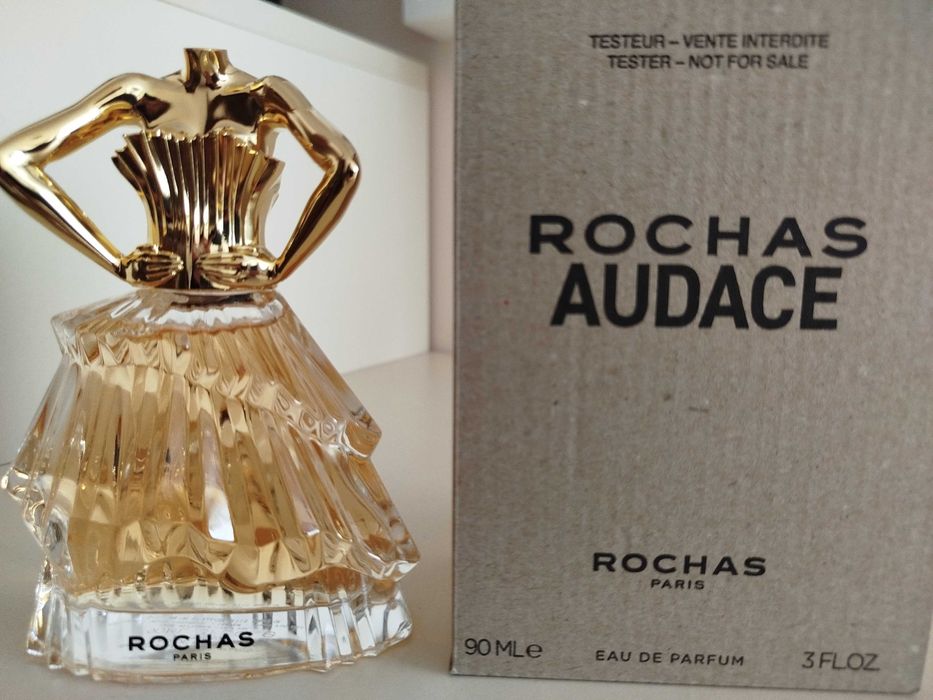 TESTEUR – VENTE INTERDITE
TESTER – NOT FOR SALE
ROCHAS
AUDACE
ROCHAS
PARIS
90 ML e
EAU DE PARFUM
3 FL.OZ.
ROCHAS
PARIS